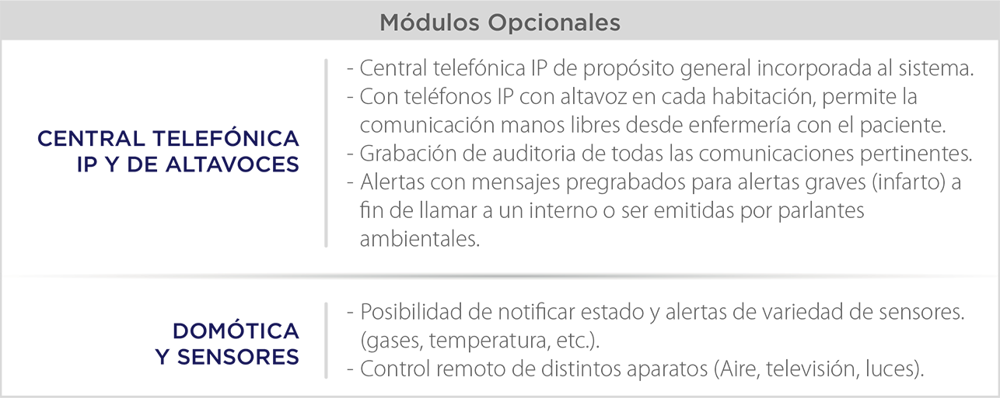 Módulos Opcionales
CENTRAL TELEFÓNICA
IP Y DE ALTAVOCES
- Central telefónica IP de propósito general incorporada al sistema.
- Con teléfonos IP con altavoz en cada habitación, permite la
comunicación manos libres desde enfermería con el paciente.
- Grabación de auditoria de todas las comunicaciones pertinentes.
- Alertas con mensajes pregrabados para alertas graves (infarto) a
fin de llamar a un interno o ser emitidas por parlantes
ambientales.
DOMÓTICA
Y SENSORES
- Posibilidad de notificar estado y alertas de variedad de sensores.
(gases, temperatura, etc.).
- Control remoto de distintos aparatos (Aire, televisión, luces).